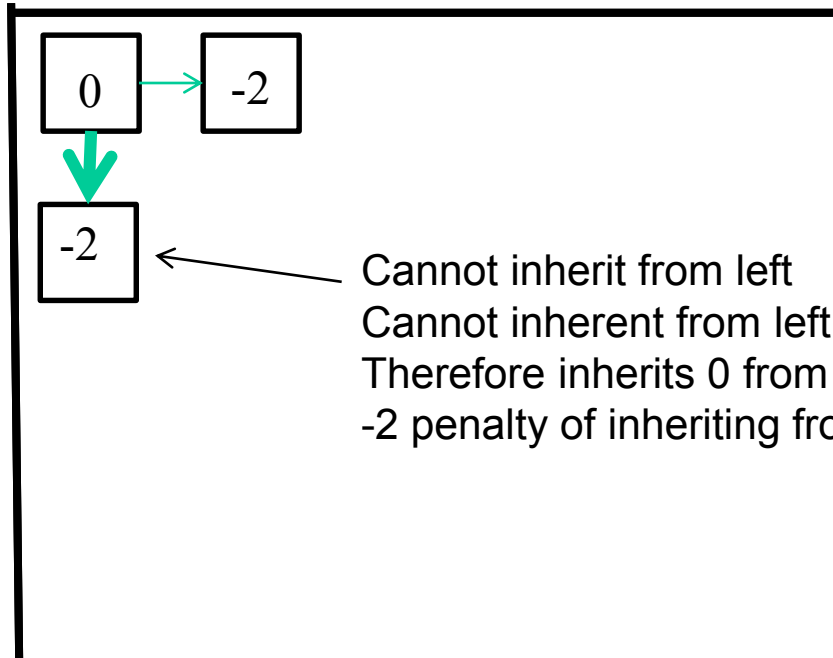 0 -2
-2
Cannot inherit from left
Cannot inherent from left
Therefore inherits 0 from
-2 penalty of inheriting